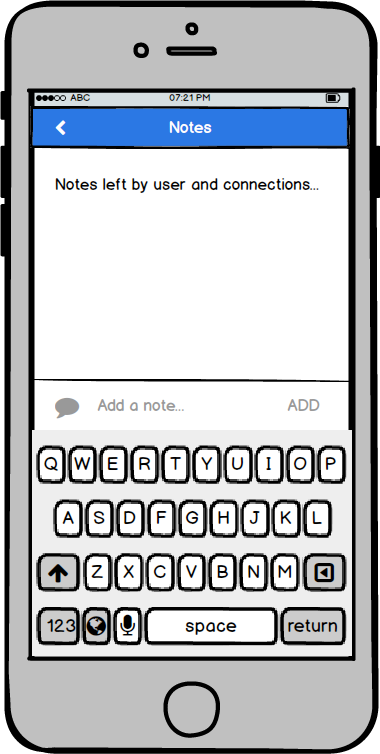 ABC 07:21 PM
Notes
Notes left by user and connections...
Add a note... ADD
Q W E R T Y U I O P
A S D F G H J K L
Z X C V B N M
123 space return